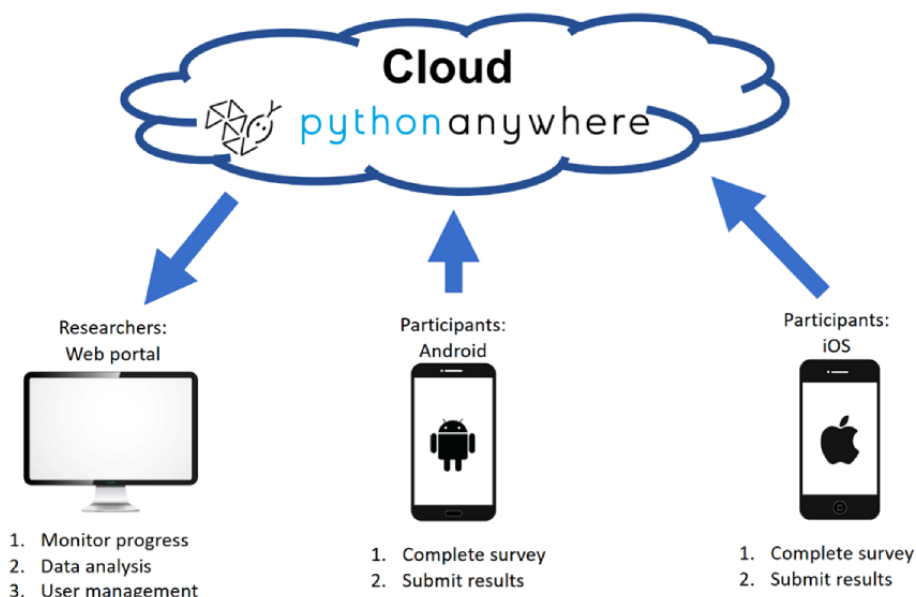 Cloud
pythonanywhere
Researchers:
Web portal
1. Monitor progress
2. Data analysis
3. User management
Participants:
Android
1. Complete survey
2. Submit results
Participants:
iOS
1. Complete survey
2. Submit results